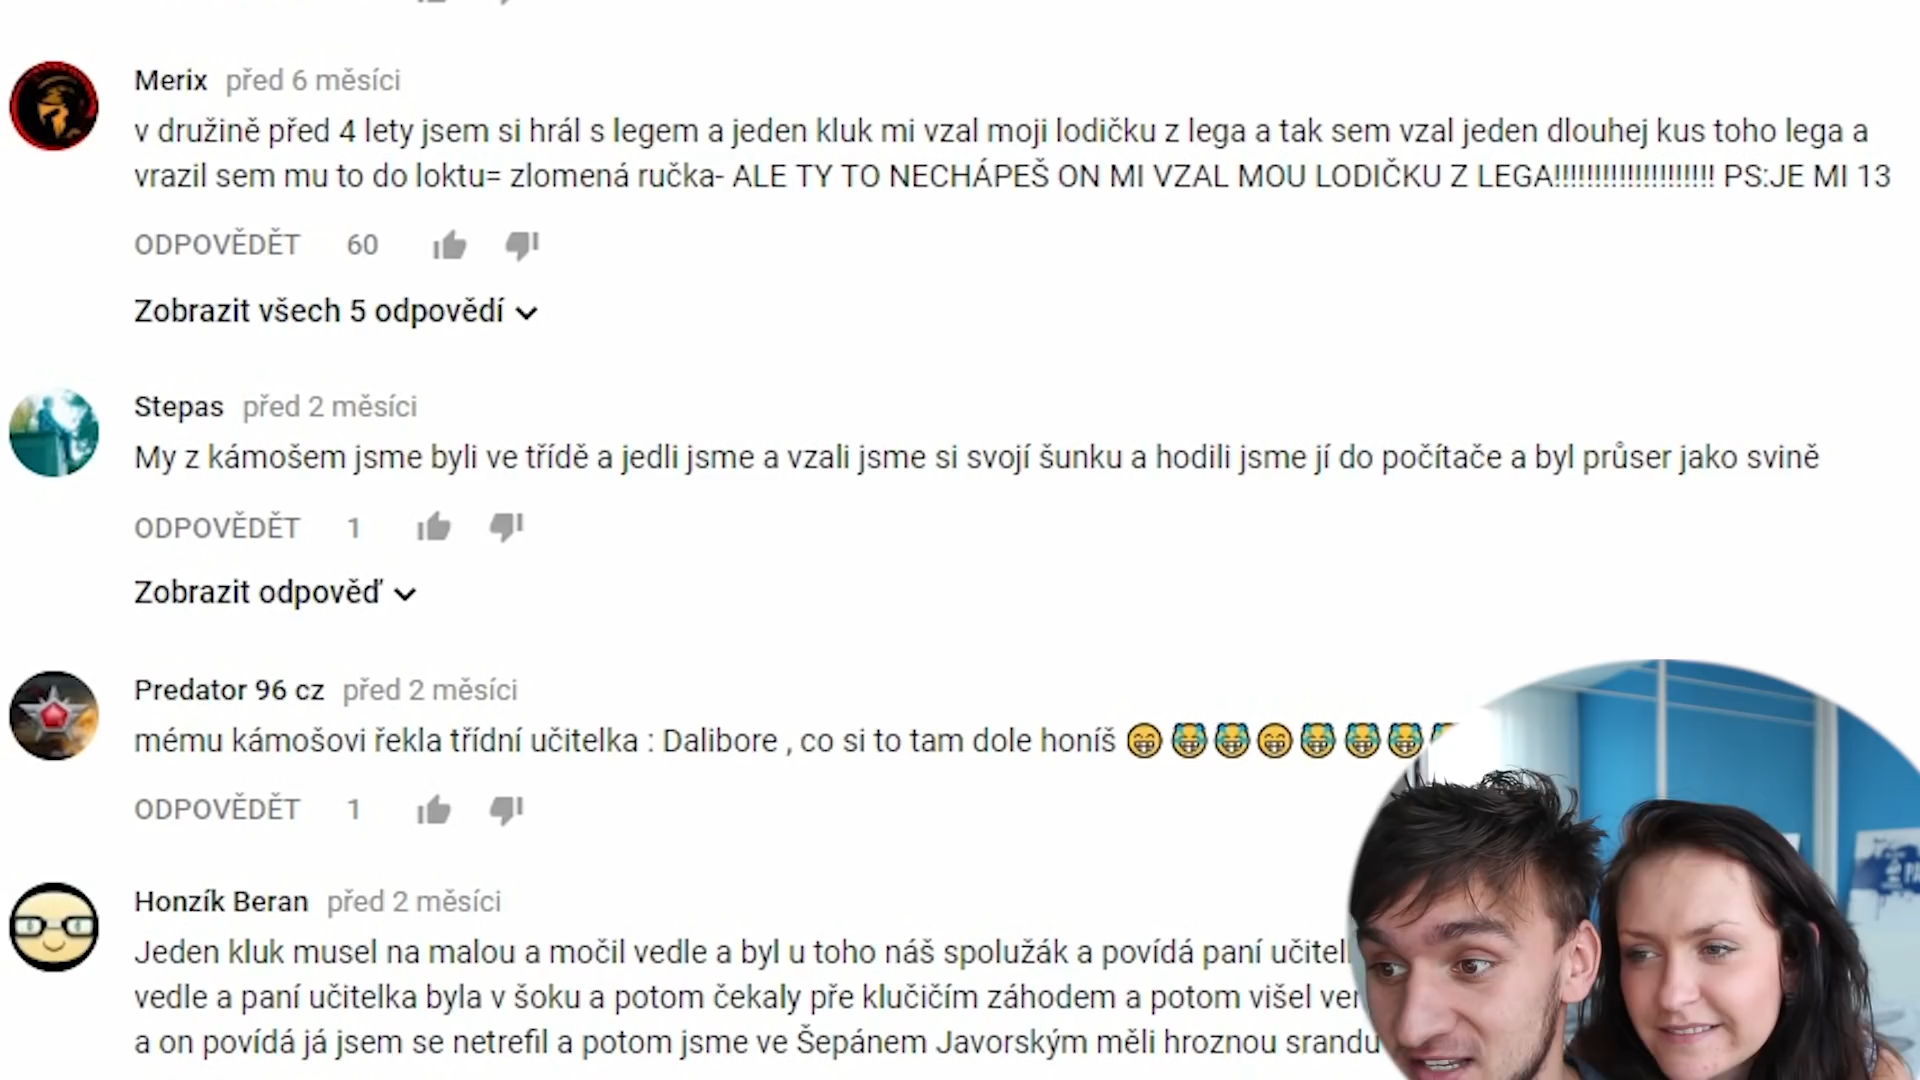 Merix před 6 měsíci
v družině před 4 lety jsem si hrál s legem a jeden kluk mi vzal moji lodičku z lega a tak sem vzal jeden dlouhej kus toho lega a
vrazil sem mu to do loktu= zlomená ručka- ALE TY TO NECHÁPEŠ ON MI VZAL MOU LODIČKU Z LEGA!!!!!!!!!!!!!!!!!!!! PS:JE MI 13
ODPOVĚDĚT 60
Zobrazit všech 5 odpovědí
Stepas před 2 měsíci
My z kámošem jsme byli ve třídě a jedli jsme a vzali jsme si svojí šunku a hodili jsme jí do počítače a byl průser jako svině
ODPOVĚDĚT 1
Zobrazit odpověď
Predator 96 cz před 2 měsíci
mému kámošovi řekla třídní učitelka : Dalibore , co si to tam dole honíš 😁😹😹😁😹😹😹
ODPOVĚDĚT 1
Honzík Beran před 2 měsíci
Jeden kluk musel na malou a močil vedle a byl u toho náš spolužák a povídá paní
vedle a paní učitelka byla v šoku a potom čekaly pře klučičím záhodem a potom višel
a on povídá já jsem se netrefil a potom jsme ve Šepánem Javorským měli hroznou srandu